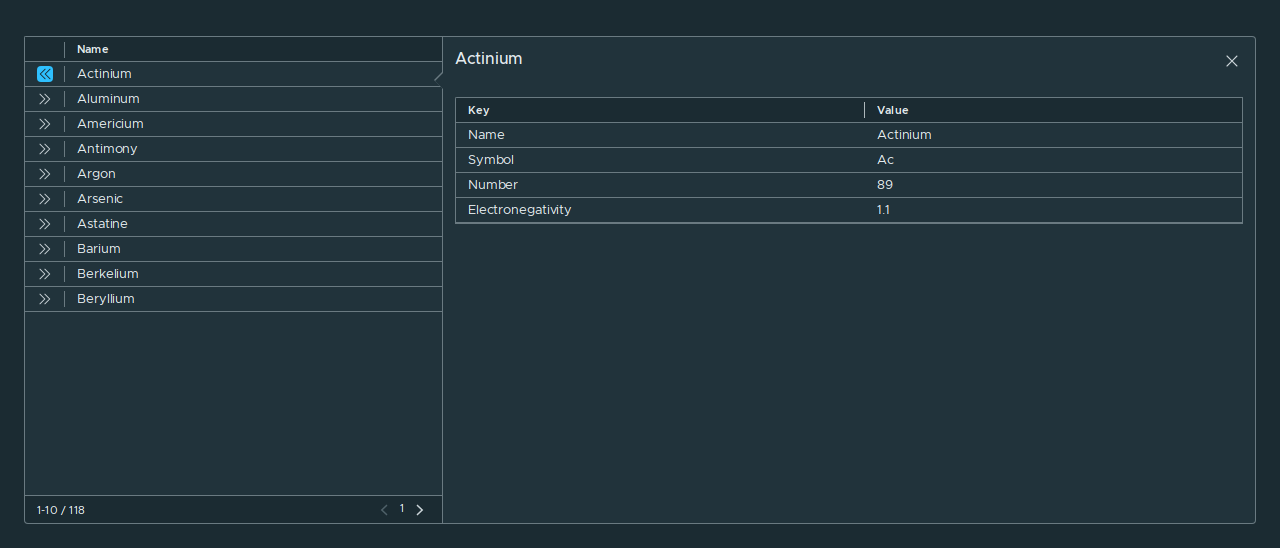 Name
Actinium
Aluminum
Americium
Antimony
Argon
Arsenic
Astatine
Barium
Berkelium
Beryllium
1-10 / 118
1
Actinium
Key Value
Name Actinium
Symbol Ac
Number 89
Electronegativity 1.1